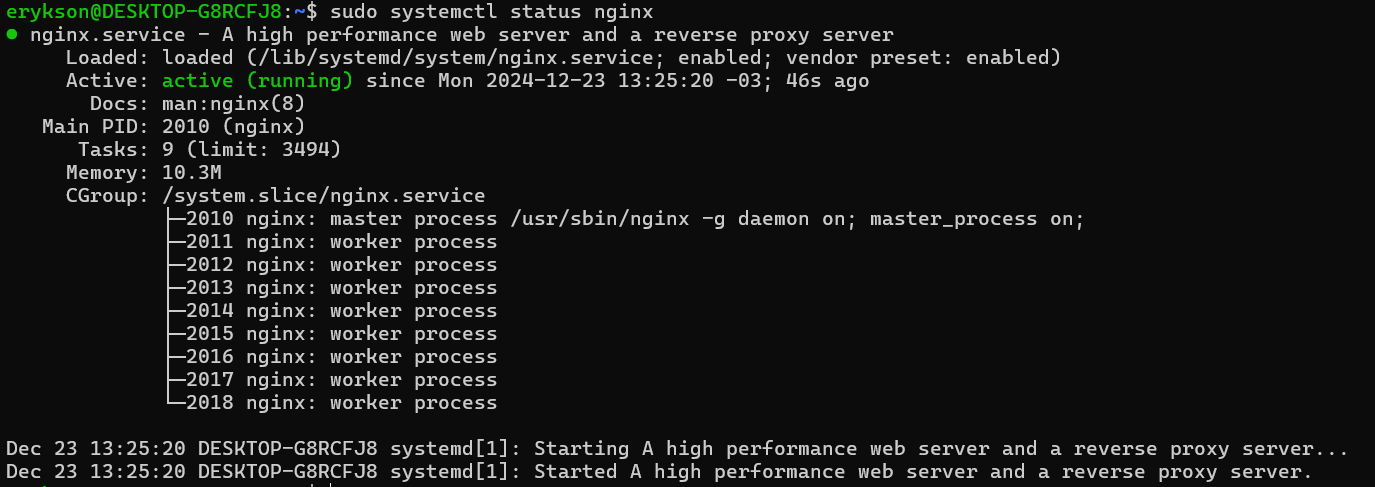 erykson@DESKTOP-G8RCFJ8:~$ sudo systemctl status nginx
● nginx.service - A high performance web server and a reverse proxy server
     Loaded: loaded (/lib/systemd/system/nginx.service; enabled; vendor preset: enabled)
     Active: active (running) since Mon 2024-12-23 13:25:20 -03; 46s ago
       Docs: man:nginx(8)
   Main PID: 2010 (nginx)
      Tasks: 9 (limit: 3494)
     Memory: 10.3M
     CGroup: /system.slice/nginx.service
             ├─2010 nginx: master process /usr/sbin/nginx -g daemon on; master_process on;
             ├─2011 nginx: worker process
             ├─2012 nginx: worker process
             ├─2013 nginx: worker process
             ├─2014 nginx: worker process
             ├─2015 nginx: worker process
             ├─2016 nginx: worker process
             ├─2017 nginx: worker process
             └─2018 nginx: worker process
Dec 23 13:25:20 DESKTOP-G8RCFJ8 systemd[1]: Starting A high performance web server and a reverse proxy server...
Dec 23 13:25:20 DESKTOP-G8RCFJ8 systemd[1]: Started A high performance web server and a reverse proxy server.